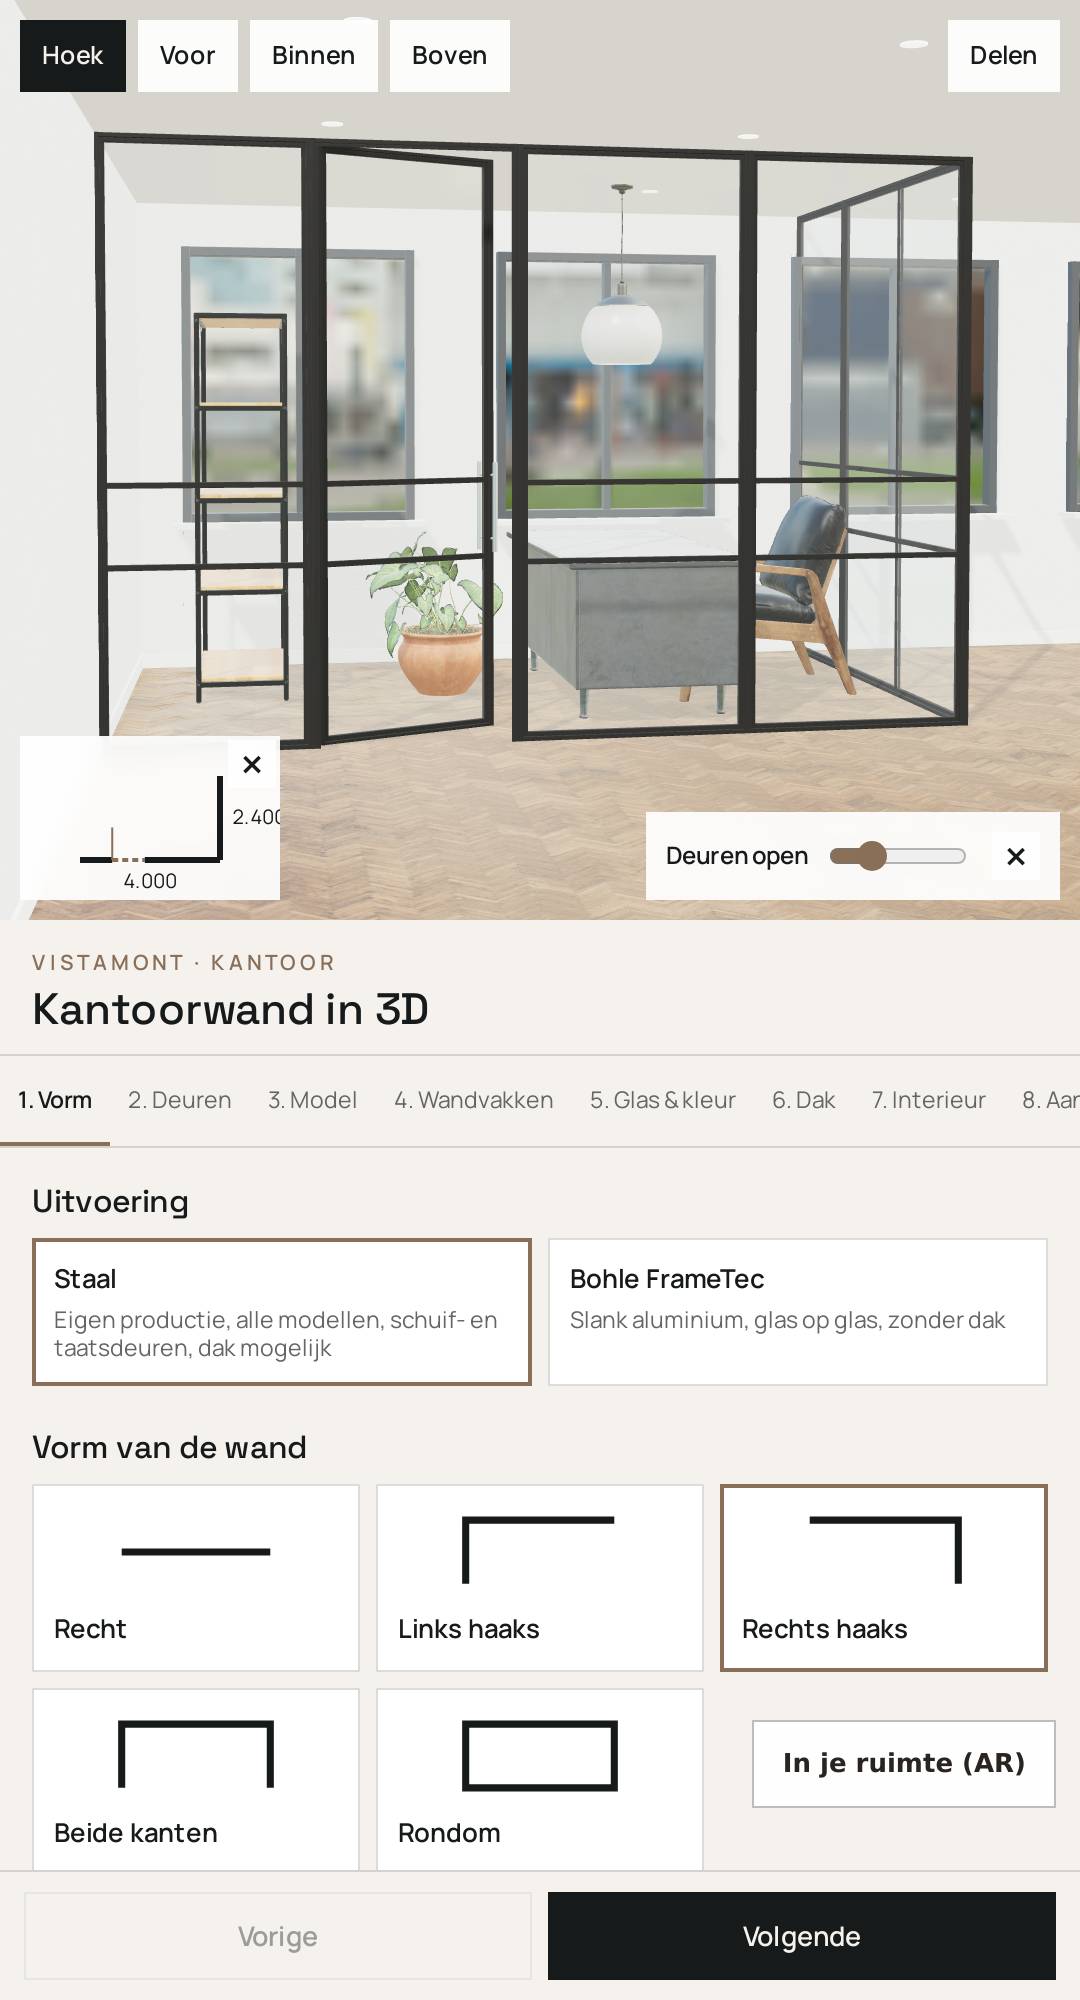 Hoek
Voor
Binnen
Boven
Delen
2.400
4.000
Deuren open
VISTAMONT · KANTOOR
Kantoorwand in 3D
1. Vorm
2. Deuren
3. Model
4. Wandvakken
5. Glas & kleur
6. Dak
7. Interieur
8. Aar
Uitvoering
Staal
Eigen productie, alle modellen, schuif- en
taatsdeuren, dak mogelijk
Bohle FrameTec
Slank aluminium, glas op glas, zonder dak
Vorm van de wand
Recht
Links haaks
Rechts haaks
Beide kanten
Rondom
In je ruimte (AR)
Vorige
Volgende